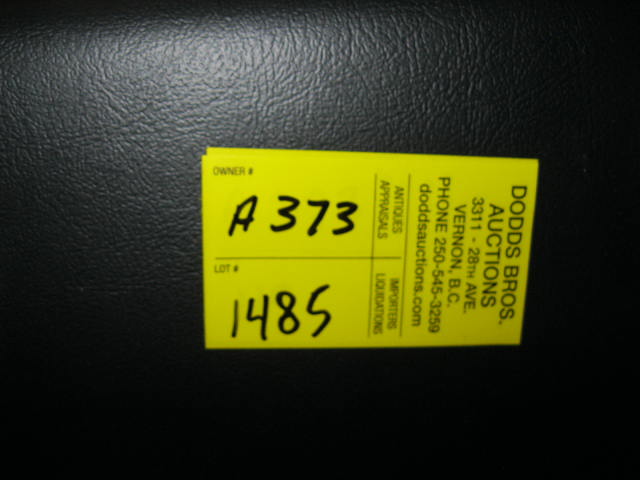 OWNER #
A 373
LOT #
1485
ANTIQUES
APPRAISALS
IMPORTERS
LIQUIDATIONS
DODDS BROS.
AUCTIONS
3311 - 28TH AVE.
VERNON, B.C.
PHONE 250-545-3259
doddsauctions.com